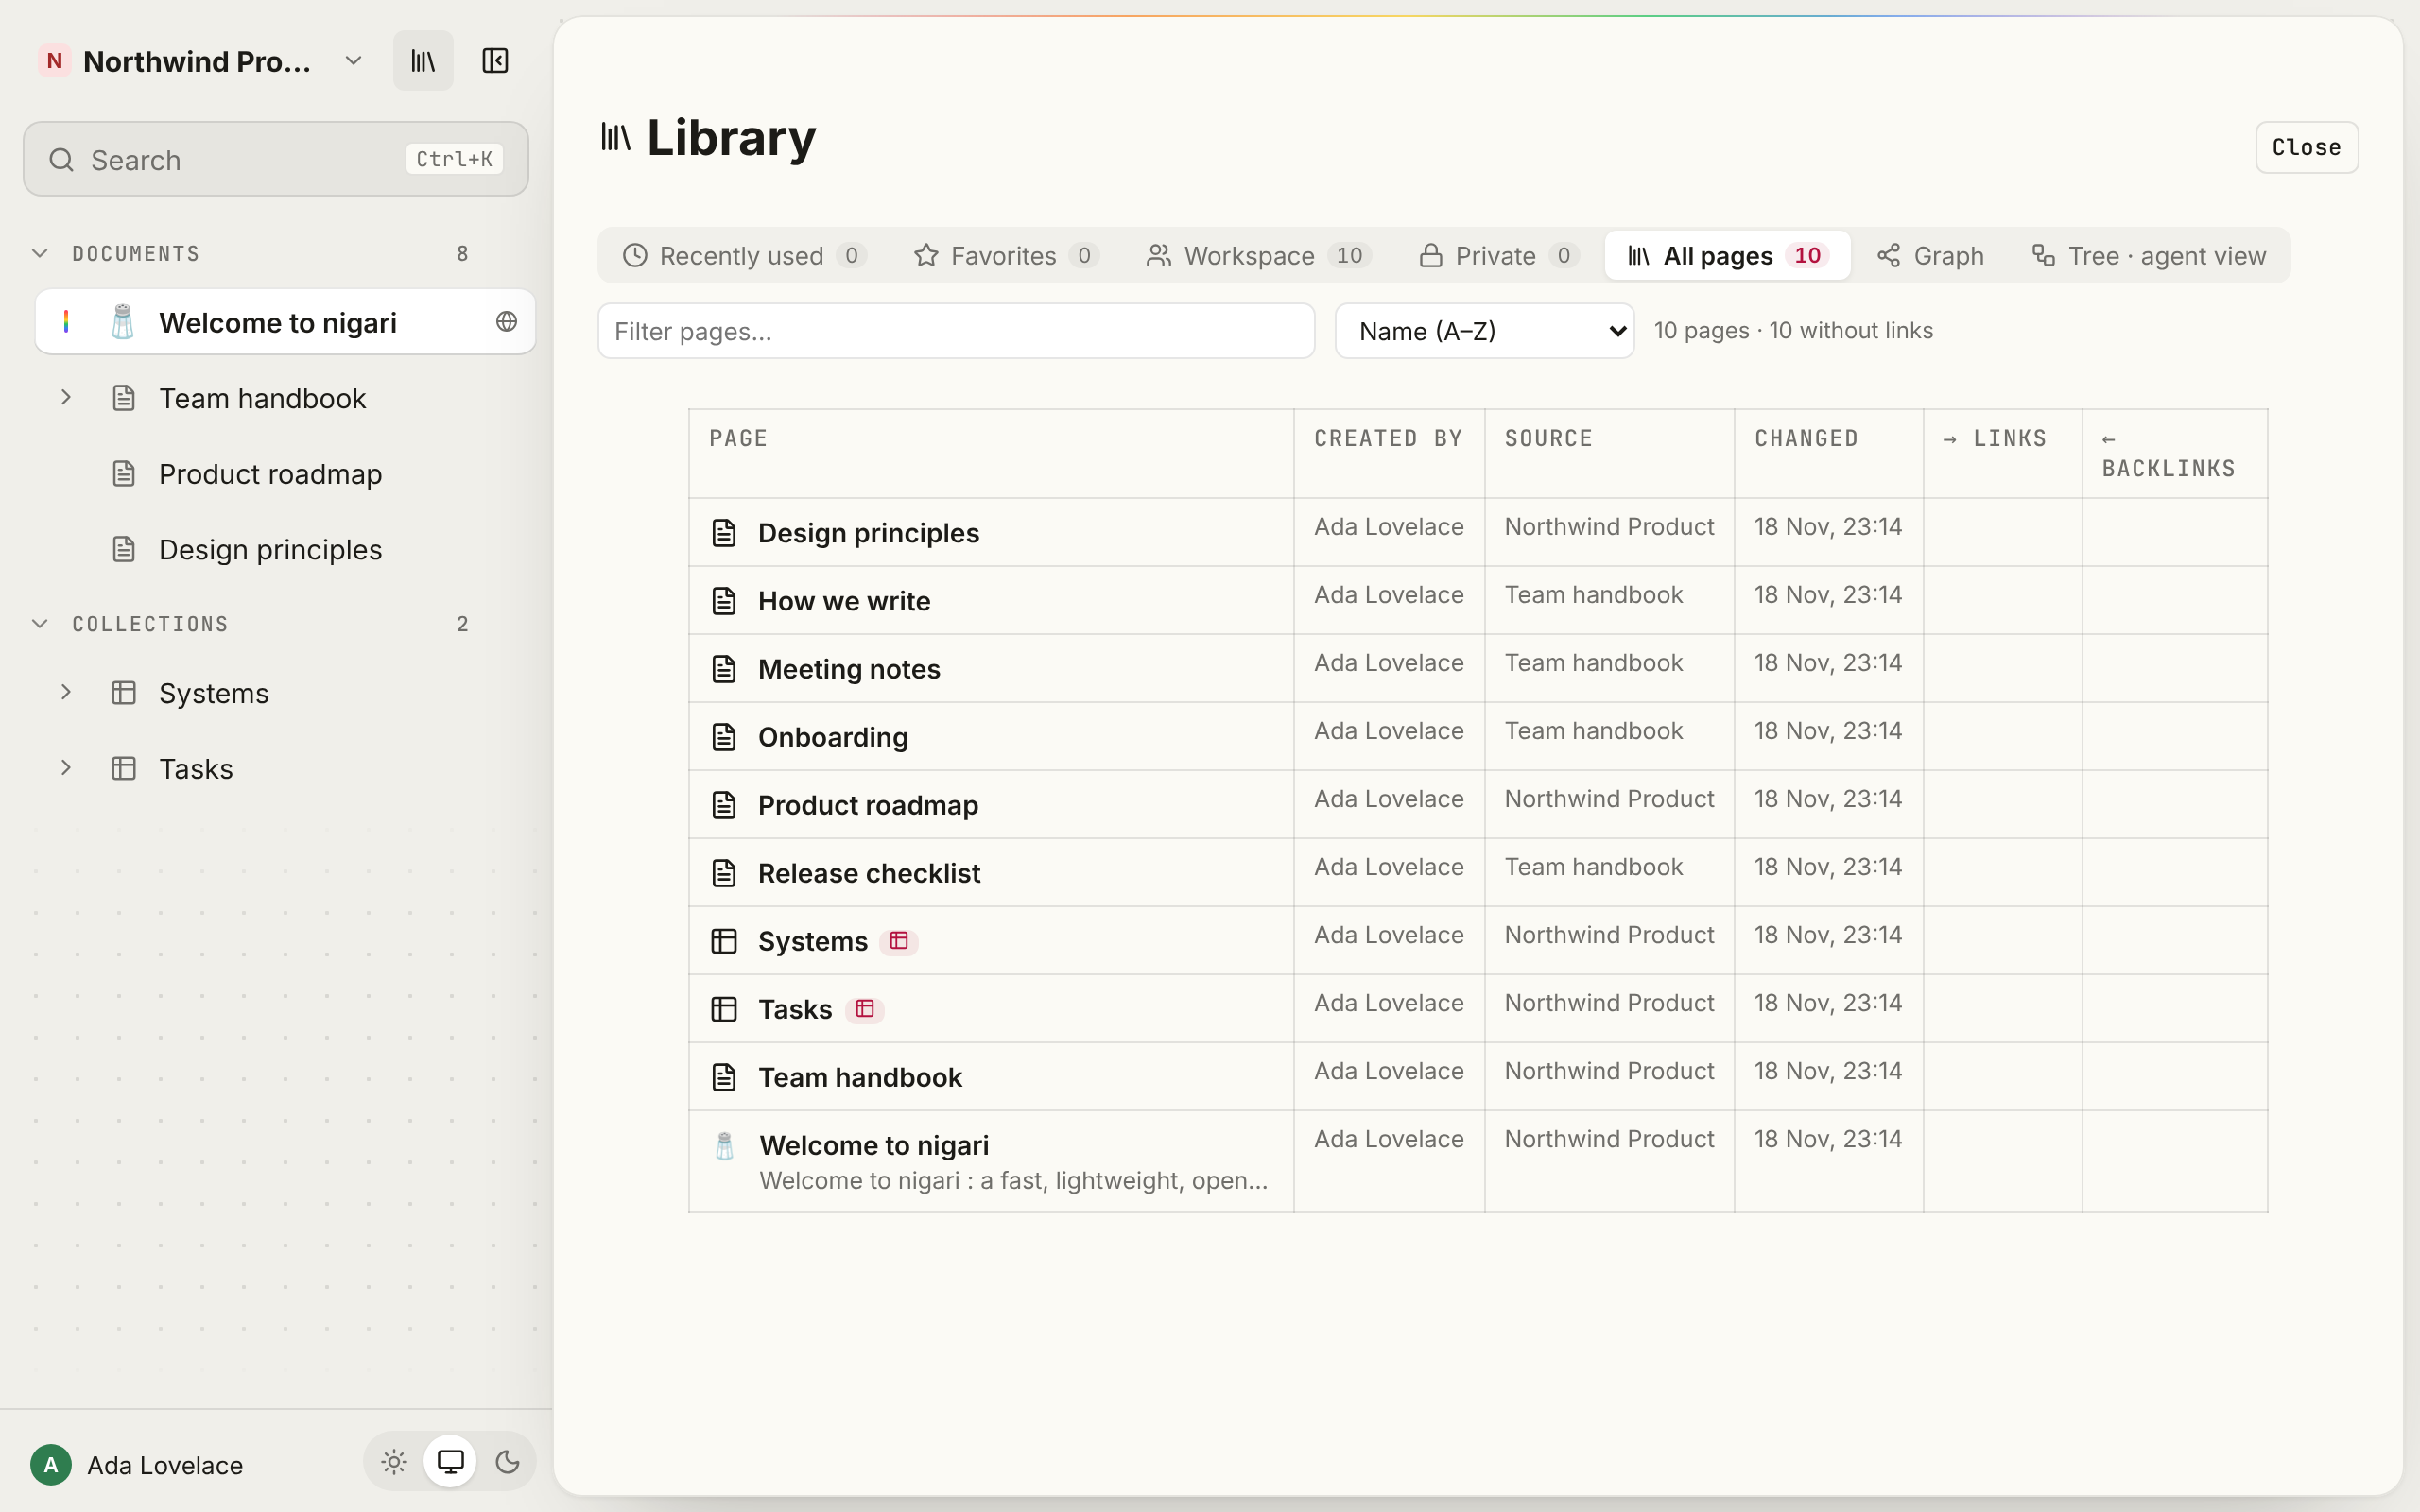 N Northwind Pro...
Search Ctrl+K
DOCUMENTS 8
Welcome to nigari
Team handbook
Product roadmap
Design principles
COLLECTIONS 2
Systems
Tasks
A Ada Lovelace
Library
Close
Recently used 0 Favorites 0 Workspace 10 Private 0 All pages 10 Graph Tree · agent view
Filter pages... Name (A–Z) 10 pages · 10 without links
PAGE CREATED BY SOURCE CHANGED → LINKS ←
BACKLINKS
Design principles Ada Lovelace Northwind Product 18 Nov, 23:14
How we write Ada Lovelace Team handbook 18 Nov, 23:14
Meeting notes Ada Lovelace Team handbook 18 Nov, 23:14
Onboarding Ada Lovelace Team handbook 18 Nov, 23:14
Product roadmap Ada Lovelace Northwind Product 18 Nov, 23:14
Release checklist Ada Lovelace Team handbook 18 Nov, 23:14
Systems Ada Lovelace Northwind Product 18 Nov, 23:14
Tasks Ada Lovelace Northwind Product 18 Nov, 23:14
Team handbook Ada Lovelace Northwind Product 18 Nov, 23:14
Welcome to nigari Ada Lovelace Northwind Product 18 Nov, 23:14
Welcome to nigari : a fast, lightweight, open...